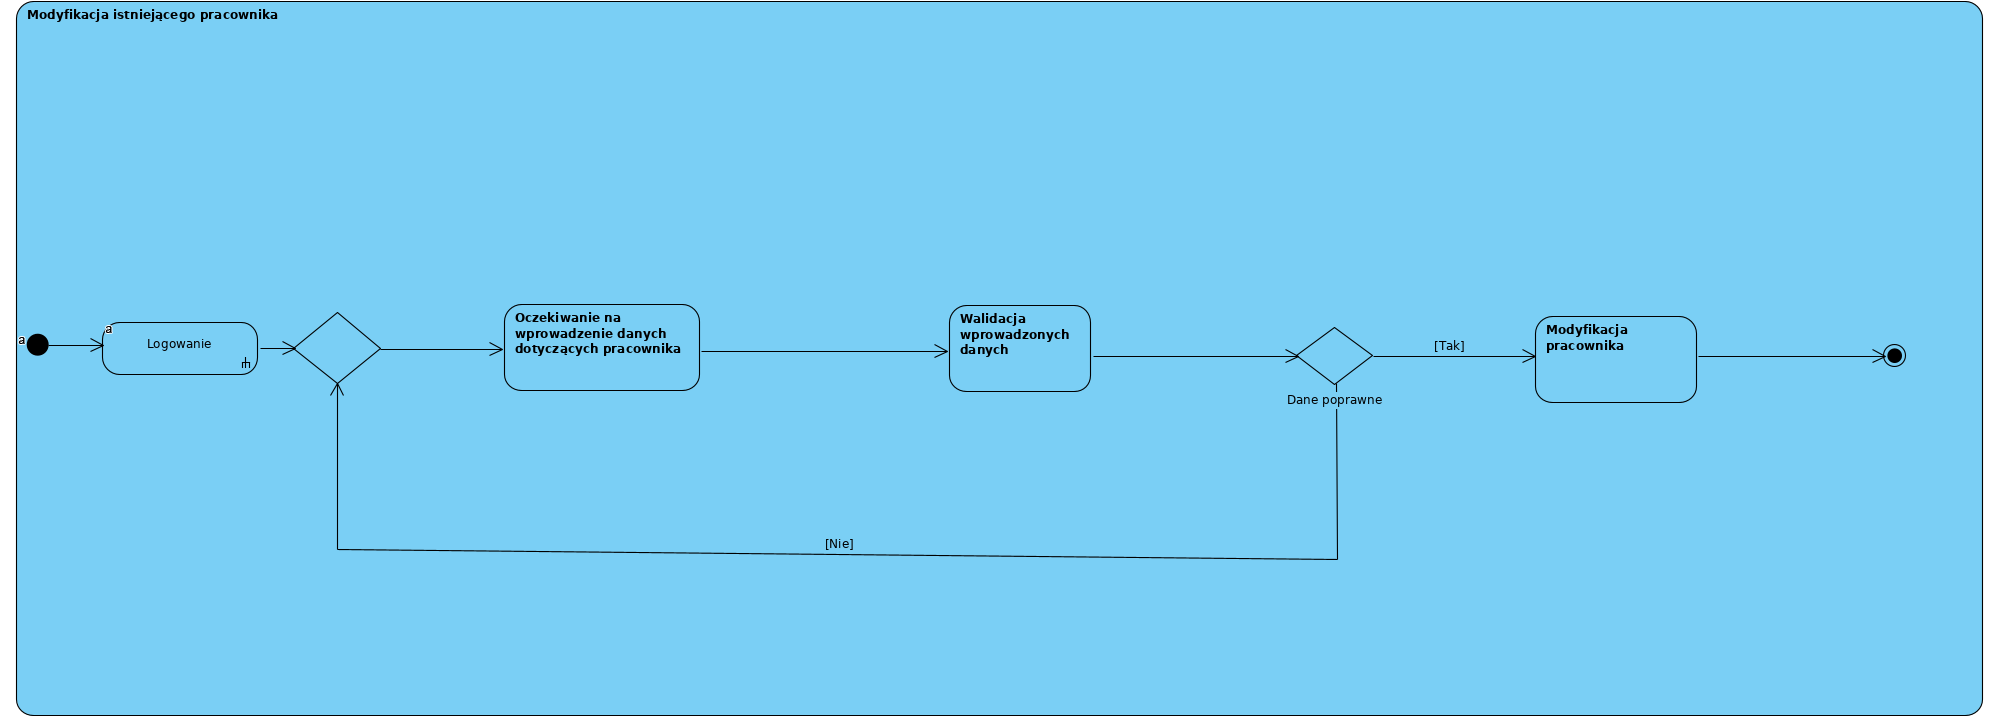 Modyfikacja istniejącego pracownika
a
a
Logowanie
Oczekiwanie na
wprowadzenie danych
dotyczących pracownika
Walidacja
wprowadzonych
danych
Dane poprawne
[Tak]
Modyfikacja
pracownika
[Nie]